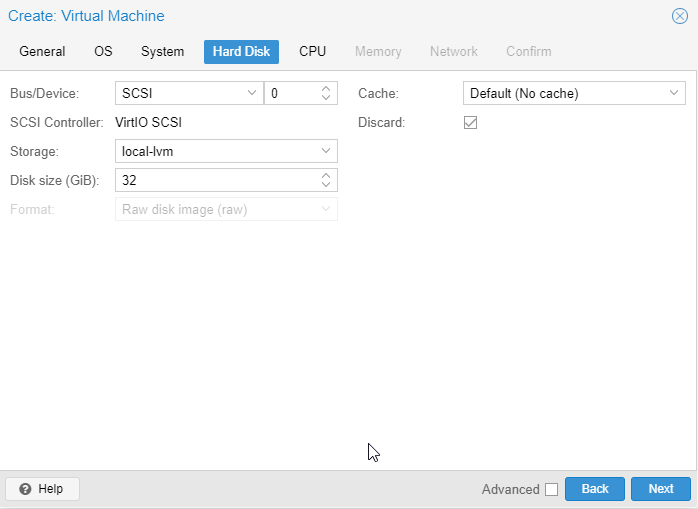 Create: Virtual Machine
General OS System Hard Disk CPU Memory Network Confirm
Bus/Device: SCSI 0 Cache: Default (No cache)
SCSI Controller: VirtIO SCSI Discard:
Storage: local-lvm
Disk size (GiB): 32
Format: Raw disk image (raw)
Help Advanced Back Next